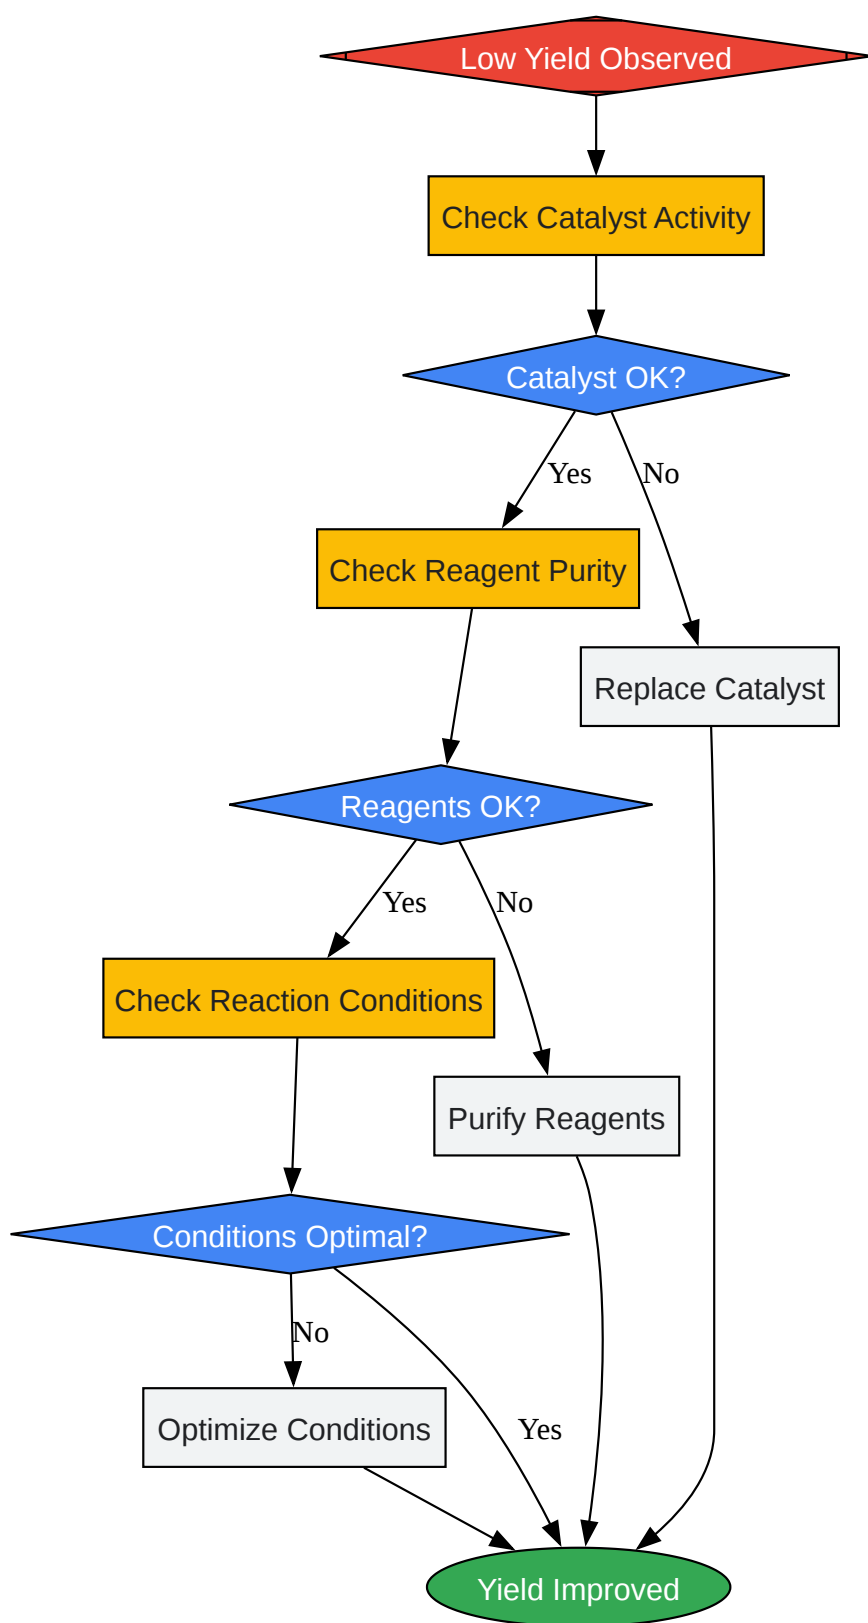 Low Yield Observed
Check Catalyst Activity
Catalyst OK?
Yes
No
Check Reagent Purity
Replace Catalyst
Reagents OK?
Yes
No
Check Reaction Conditions
Purify Reagents
Conditions Optimal?
No
Optimize Conditions
Yes
Yield Improved